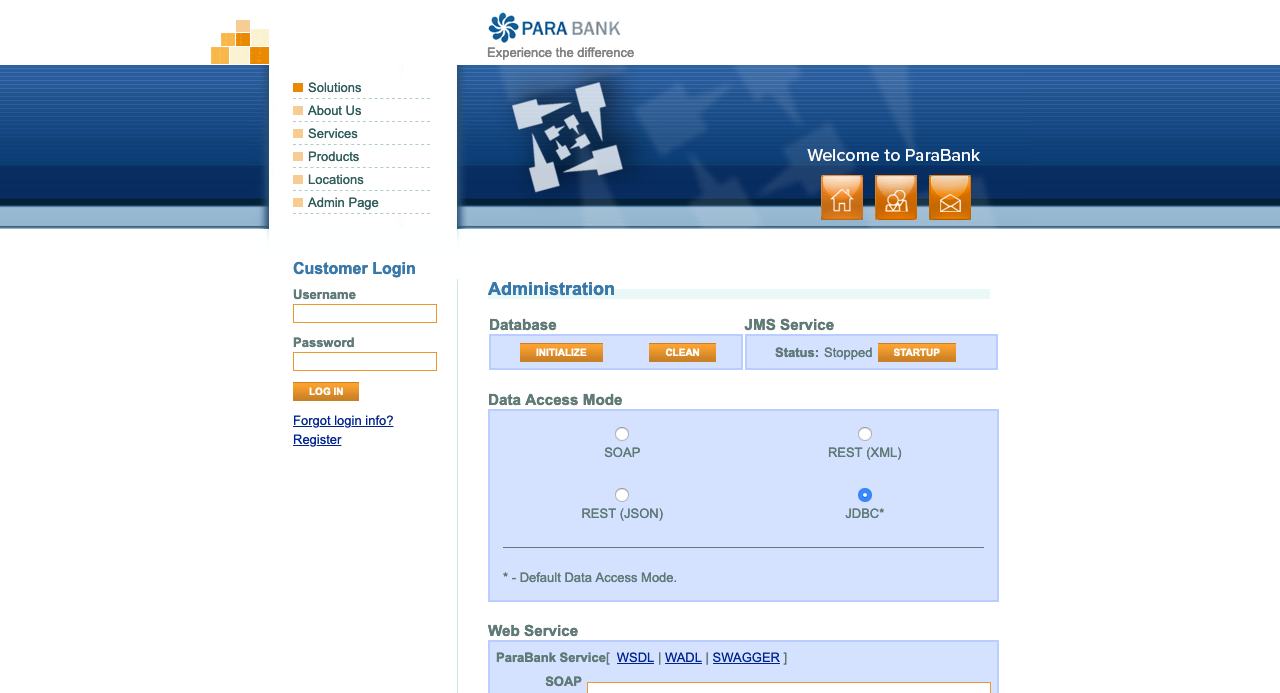 PARA BANK
Experience the difference
Solutions
About Us
Services
Products
Locations
Admin Page
Welcome to ParaBank
Customer Login
Username
Password
LOG IN
Forgot login info?
Register
Administration
Database
INITIALIZE CLEAN
JMS Service
Status: Stopped STARTUP
Data Access Mode
SOAP REST (XML)
REST (JSON) JDBC*
* - Default Data Access Mode.
Web Service
ParaBank Service[ WSDL | WADL | SWAGGER ]
SOAP